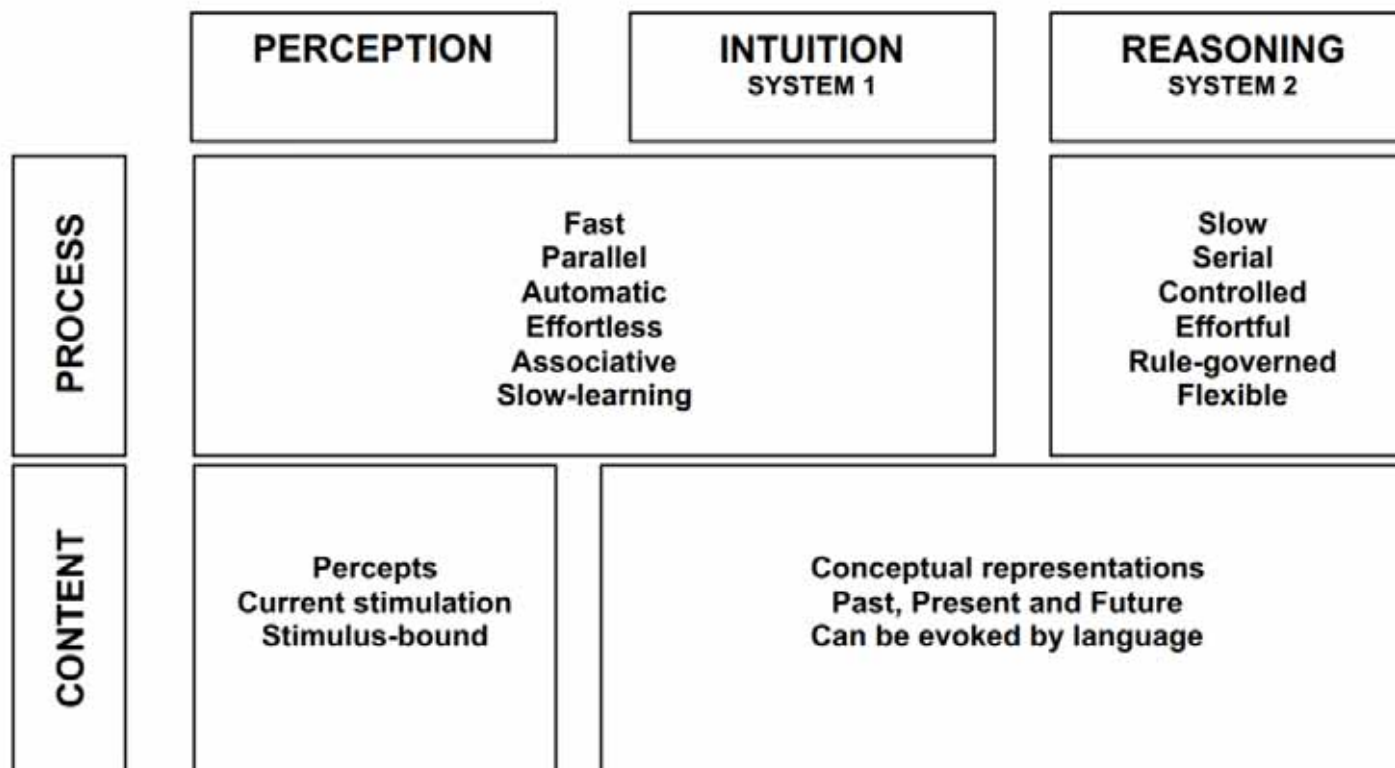 PERCEPTION
INTUITION
SYSTEM 1
REASONING
SYSTEM 2
PROCESS
Fast
Parallel
Automatic
Effortless
Associative
Slow-learning
Slow
Serial
Controlled
Effortful
Rule-governed
Flexible
CONTENT
Percepts
Current stimulation
Stimulus-bound
Conceptual representations
Past, Present and Future
Can be evoked by language